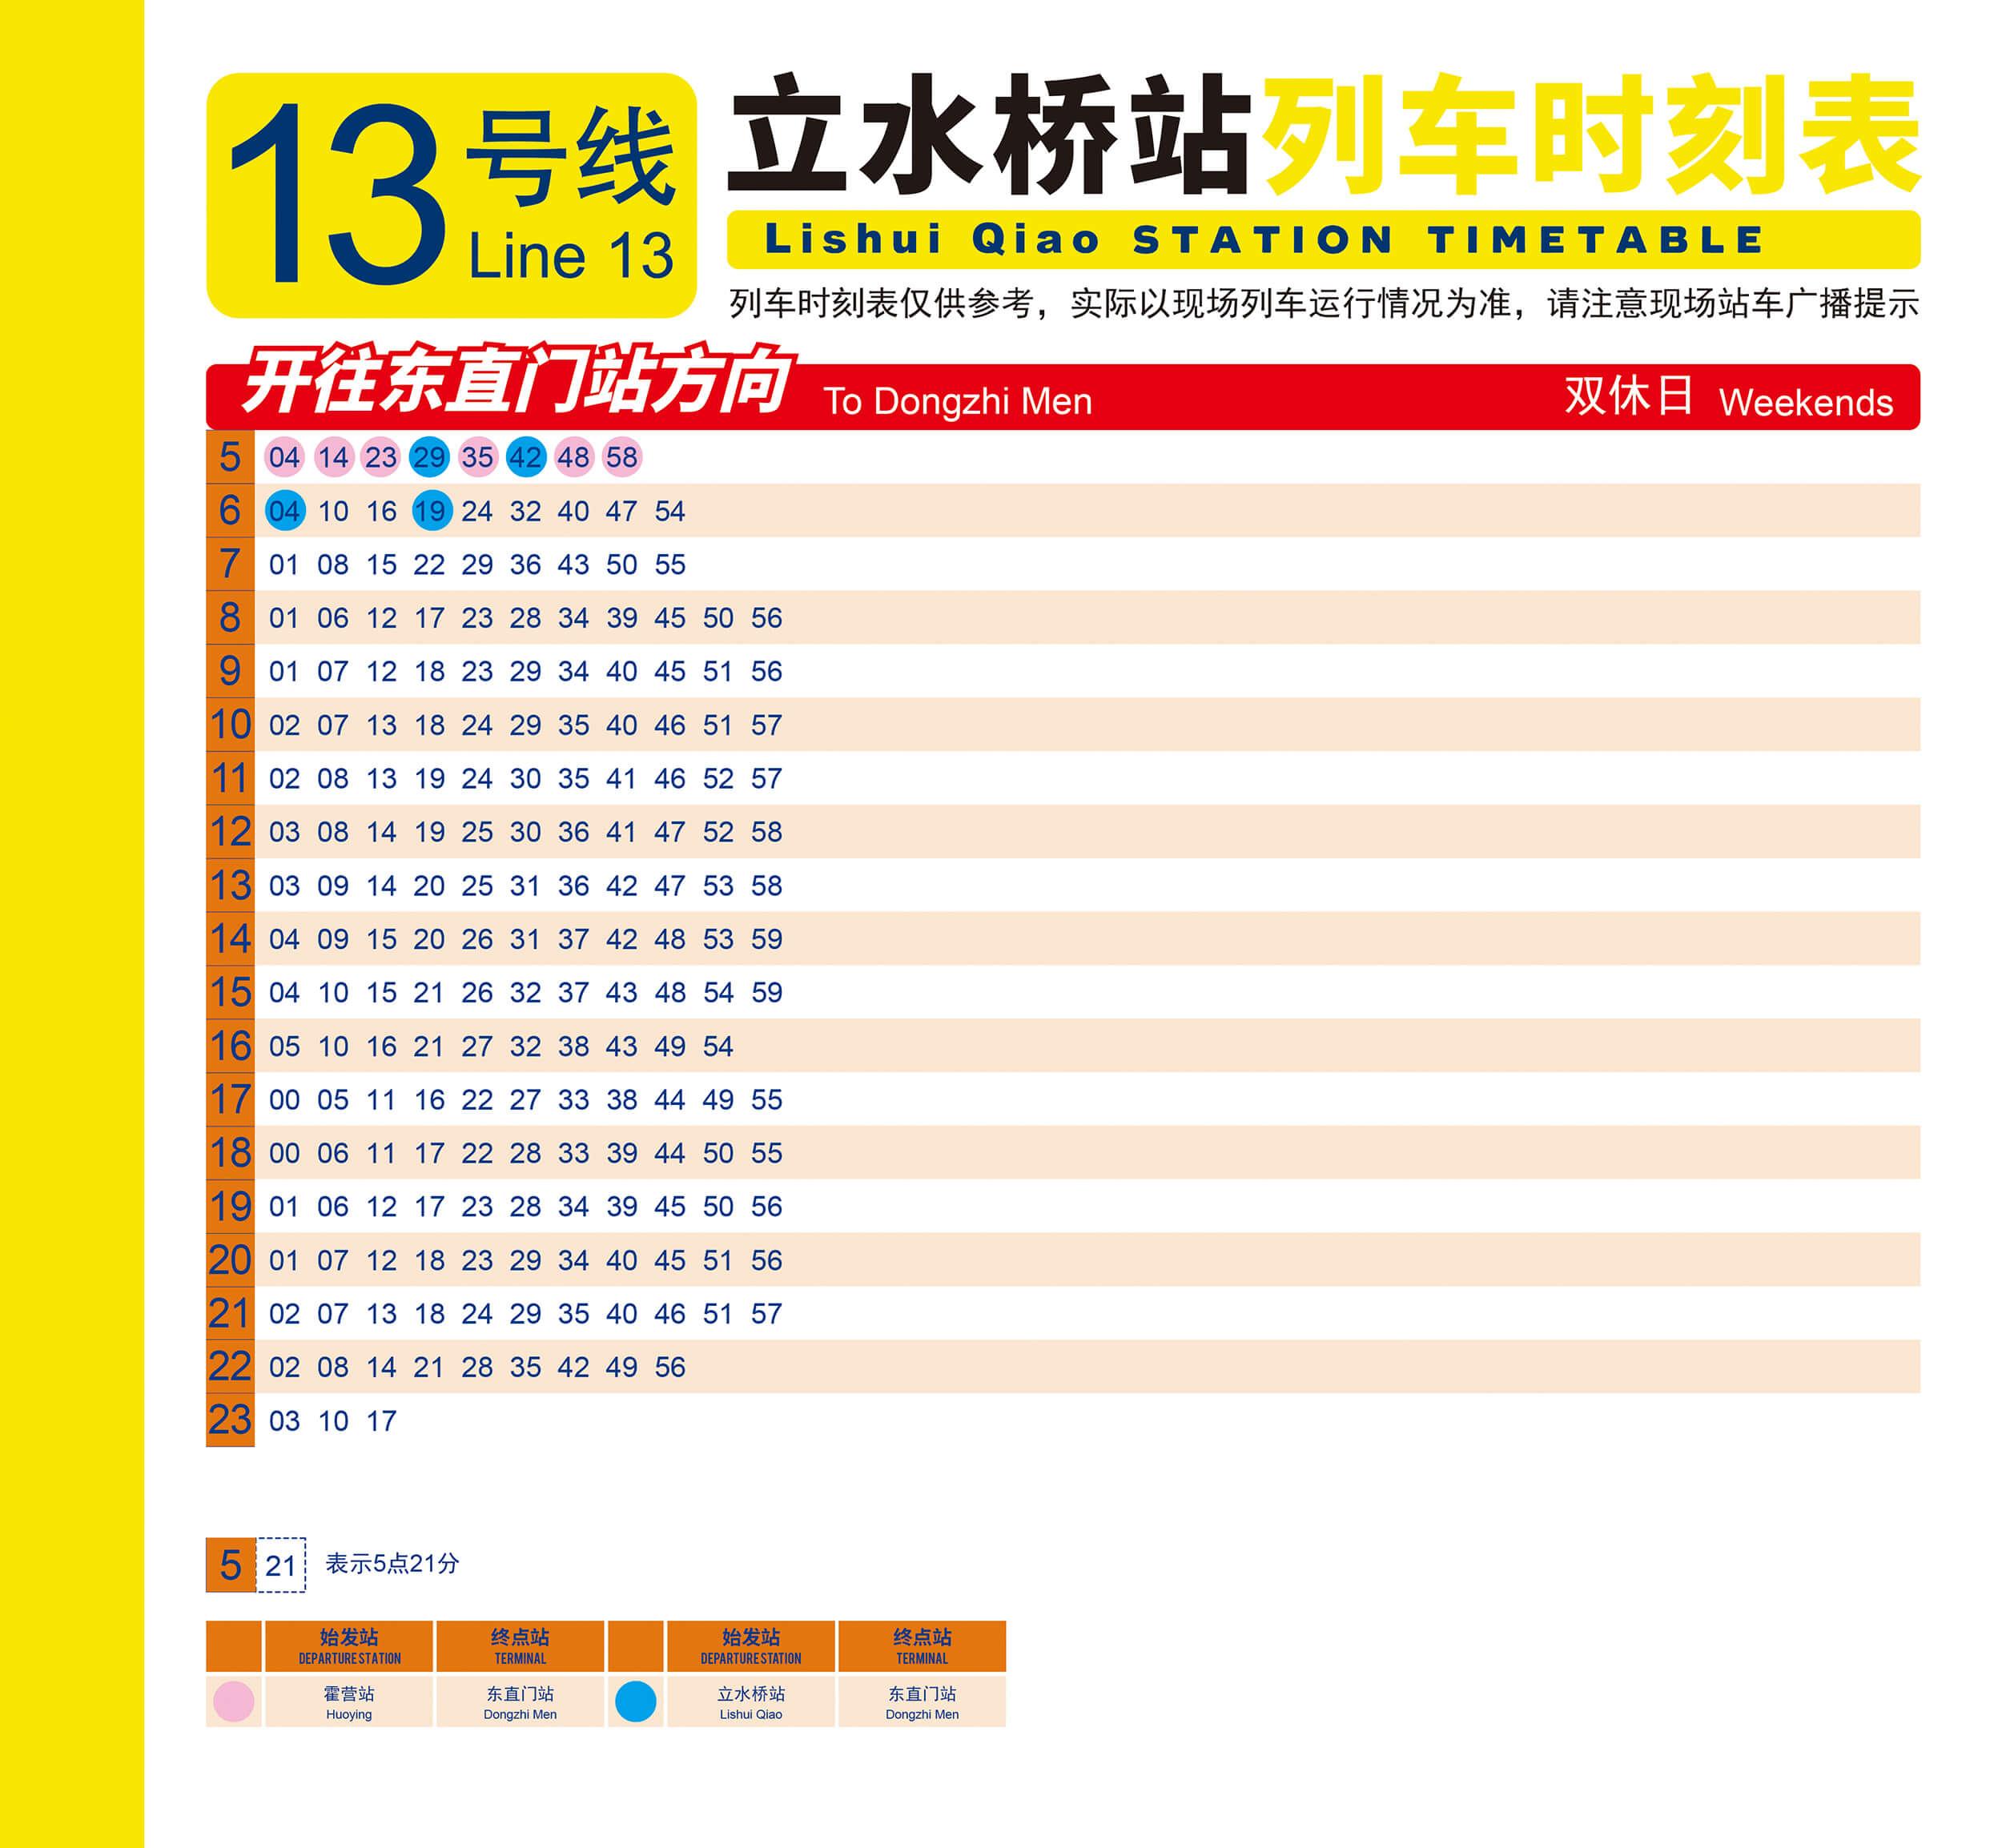 13号线
Line 13
立水桥站列车时刻表
Lishui Qiao STATION TIMETABLE
列车时刻表仅供参考，实际以现场列车运行情况为准，请注意现场站车广播提示
开往东直门站方向 To Dongzhi Men 双休日 Weekends
5 04 14 23 29 35 42 48 58
6 04 10 16 19 24 32 40 47 54
7 01 08 15 22 29 36 43 50 55
8 01 06 12 17 23 28 34 39 45 50 56
9 01 07 12 18 23 29 34 40 45 51 56
10 02 07 13 18 24 29 35 40 46 51 57
11 02 08 13 19 24 30 35 41 46 52 57
12 03 08 14 19 25 30 36 41 47 52 58
13 03 09 14 20 25 31 36 42 47 53 58
14 04 09 15 20 26 31 37 42 48 53 59
15 04 10 15 21 26 32 37 43 48 54 59
16 05 10 16 21 27 32 38 43 49 54
17 00 05 11 16 22 27 33 38 44 49 55
18 00 06 11 17 22 28 33 39 44 50 55
19 01 06 12 17 23 28 34 39 45 50 56
20 01 07 12 18 23 29 34 40 45 51 56
21 02 07 13 18 24 29 35 40 46 51 57
22 02 08 14 21 28 35 42 49 56
23 03 10 17
5 21 表示5点21分
始发站 终点站 始发站 终点站
DEPARTURE STATION TERMINAL DEPARTURE STATION TERMINAL
霍营站 东直门站 立水桥站 东直门站
Huoying Dongzhi Men Lishui Qiao Dongzhi Men